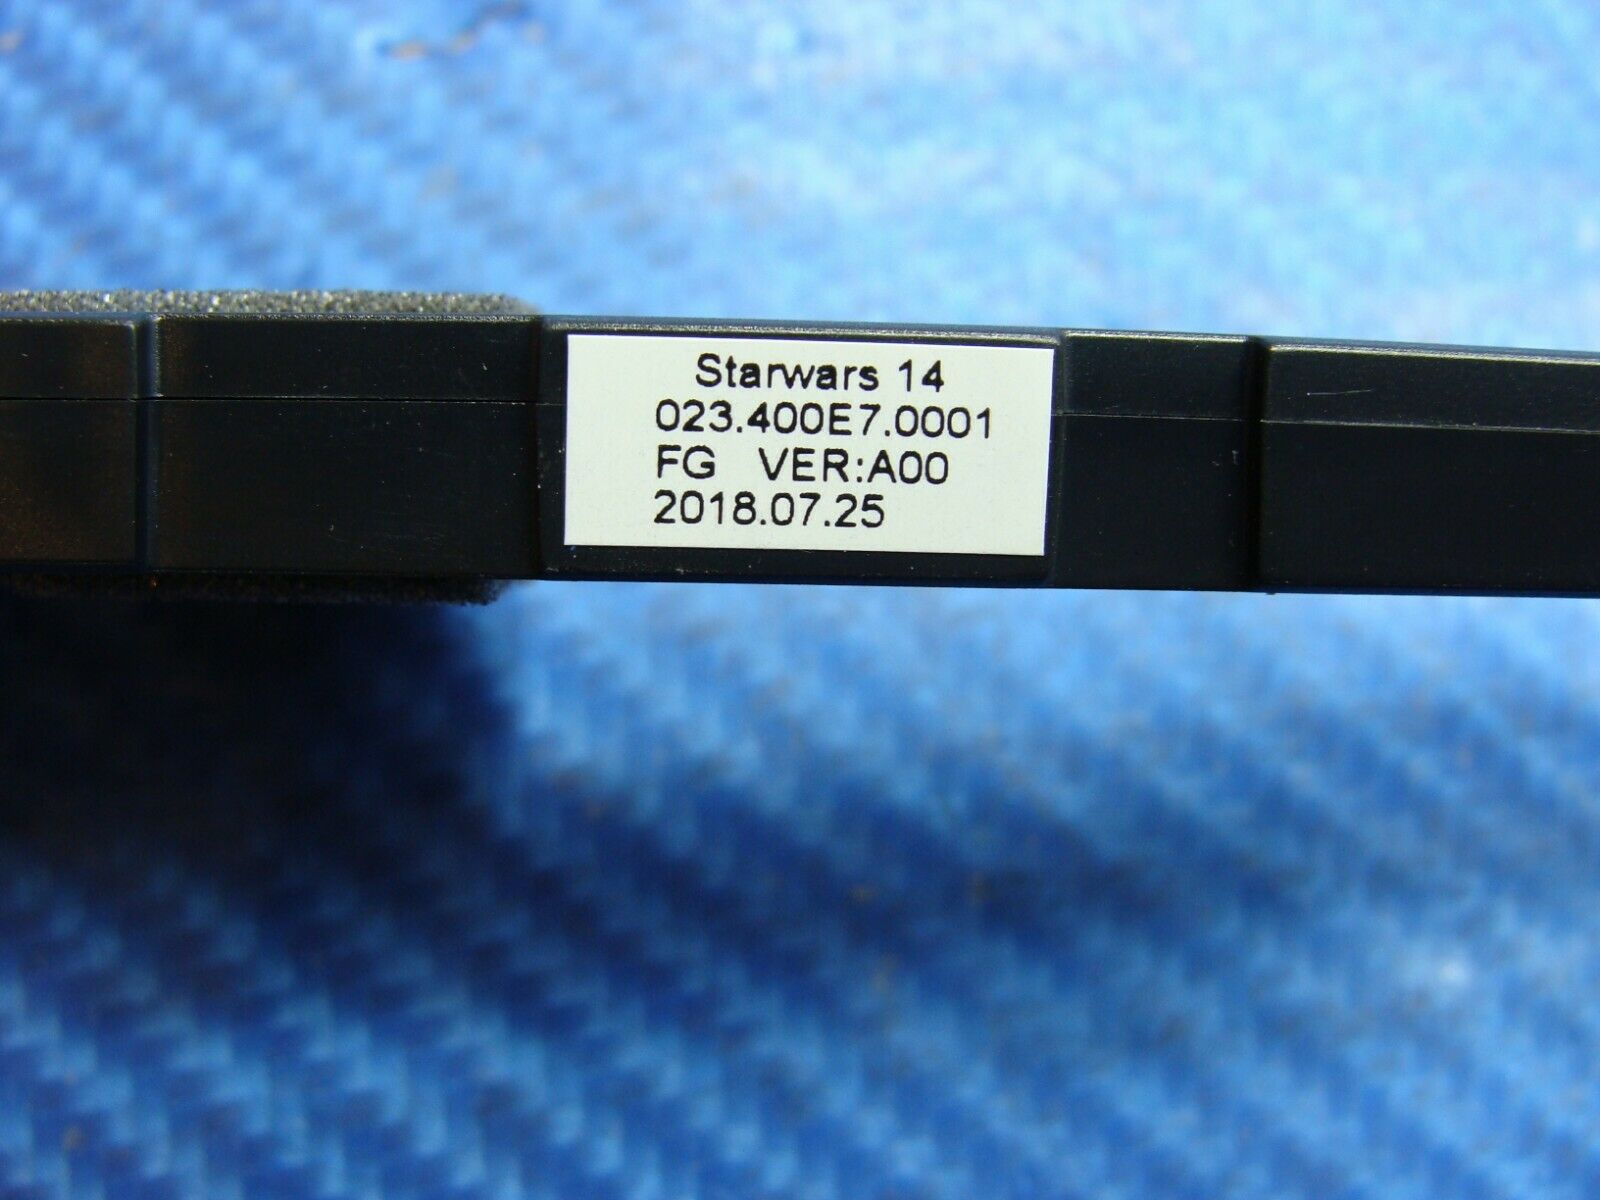 Starwars 14
023.400E7.0001
FG VER:A00
2018.07.25